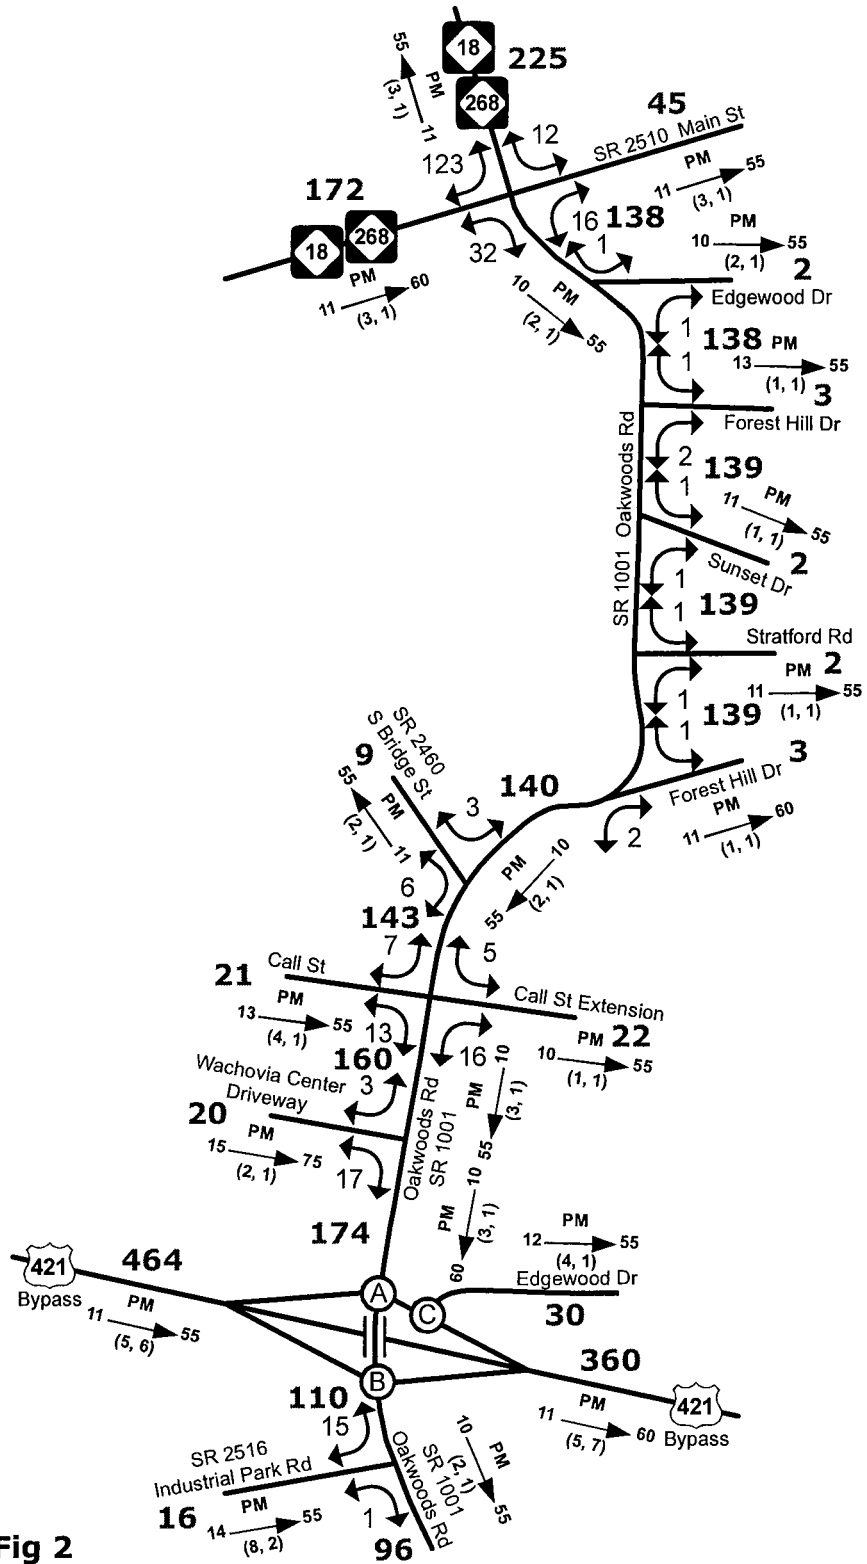 18
225
55
PM
(3, 1)
11
268
45
SR 2510 Main St
12
123
PM
11
55
(3, 1)
172
18
268
16
138
1
32
PM
10
55
(2, 1)
2
Edgewood Dr
PM
11
60
(3, 1)
10
PM
(2, 1)
55
1
138
1
PM
13
55
(1, 1)
3
Forest Hill Dr
SR 1001 Oakwoods Rd
2
139
1
11
PM
(1, 1)
55
2
Sunset Dr
1
139
1
Stratford Rd
PM
2
11
55
(1, 1)
1
139
1
3
Forest Hill Dr
PM
11
60
(1, 1)
2
SR 2460
S Bridge St
9
140
55
PM
(2, 1)
11
3
6
10
PM
(2, 1)
55
143
7
5
Call St
21
Call St Extension
PM
13
55
(4, 1)
13
160
16
PM
22
10
55
(1, 1)
Wachovia Center
Driveway
3
20
PM
15
75
(2, 1)
17
Oakwoods Rd
SR 1001
10
PM
(3, 1)
55
10
PM
(3, 1)
60
174
464
421
Bypass
PM
11
55
(5, 6)
PM
12
55
(4, 1)
Edgewood Dr
30
A
C
B
360
421
Bypass
PM
11
60
(5, 7)
110
15
SR 2516
Industrial Park Rd
16
PM
14
55
(8, 2)
1
Oakwoods Rd
SR 1001
10
PM
(2, 1)
55
96
Fig 2